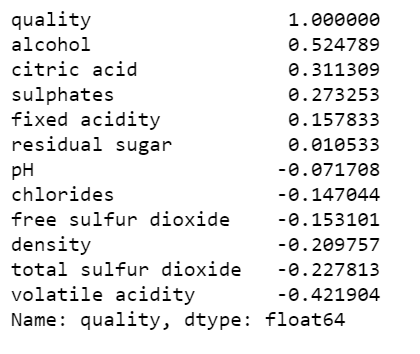 quality 1.000000
alcohol 0.524789
citric acid 0.311309
sulphates 0.273253
fixed acidity 0.157833
residual sugar 0.010533
pH -0.071708
chlorides -0.147044
free sulfur dioxide -0.153101
density -0.209757
total sulfur dioxide -0.227813
volatile acidity -0.421904
Name: quality, dtype: float64